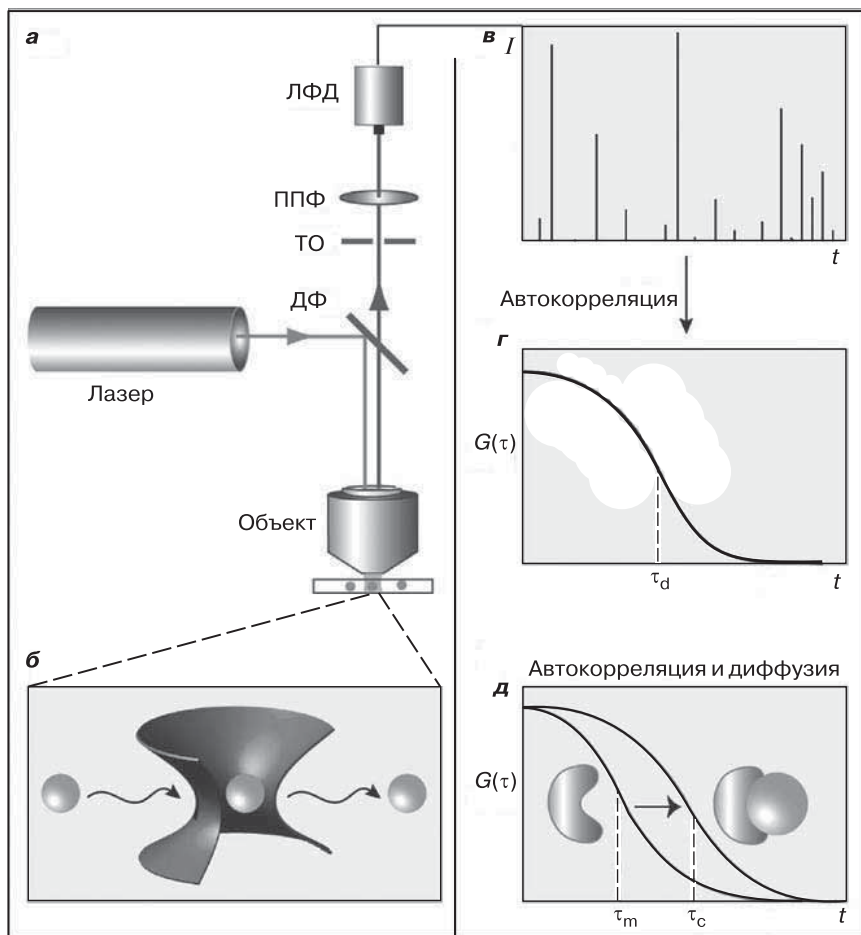 а
ЛФД
ППФ
ТО
ДФ
Лазер
Объект
б
в
I
t
Автокорреляция
г
G(τ)
τd
t
Автокорреляция и диффузия
д
G(τ)
τm
τc
t